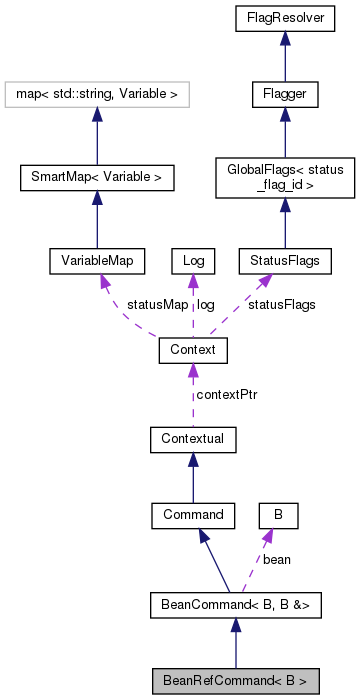 FlagResolver
map< std::string, Variable >
Flagger
SmartMap< Variable >
GlobalFlags< status
_flag_id >
VariableMap
Log
StatusFlags
statusMap
log
statusFlags
Context
contextPtr
Contextual
Command
B
bean
BeanCommand< B, B &>
BeanRefCommand< B >